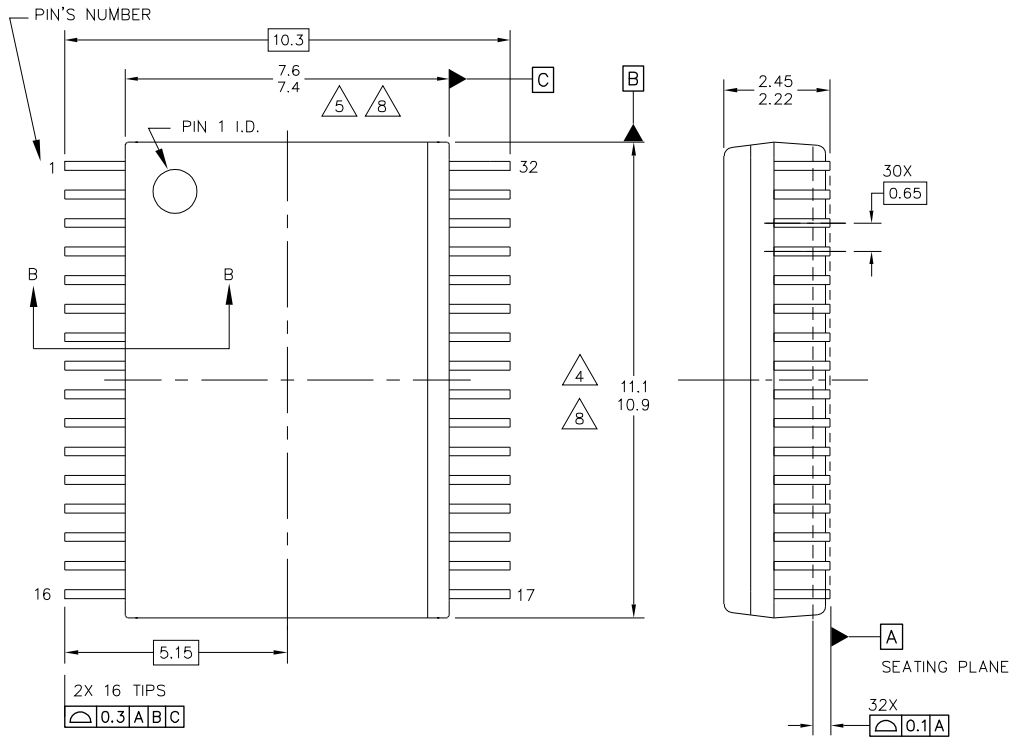 PIN'S NUMBER
10.3
7.6
7.4
C
B
2.45
2.22
5
8
PIN 1 I.D.
1
32
30X
0.65
B
B
4
11.1
10.9
8
16
17
5.15
A
SEATING PLANE
2X 16 TIPS
0.3 A B C
32X
0.1 A